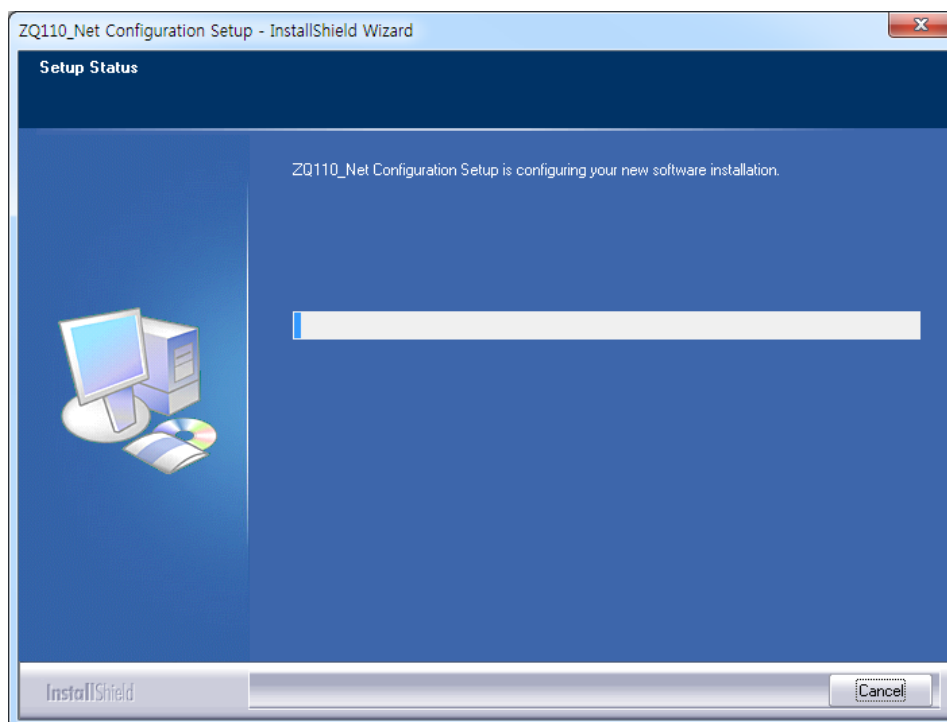 ZQ110_Net Configuration Setup - InstallShield Wizard
Setup Status
ZQ110_Net Configuration Setup is configuring your new software installation.
InstallShield
Cancel